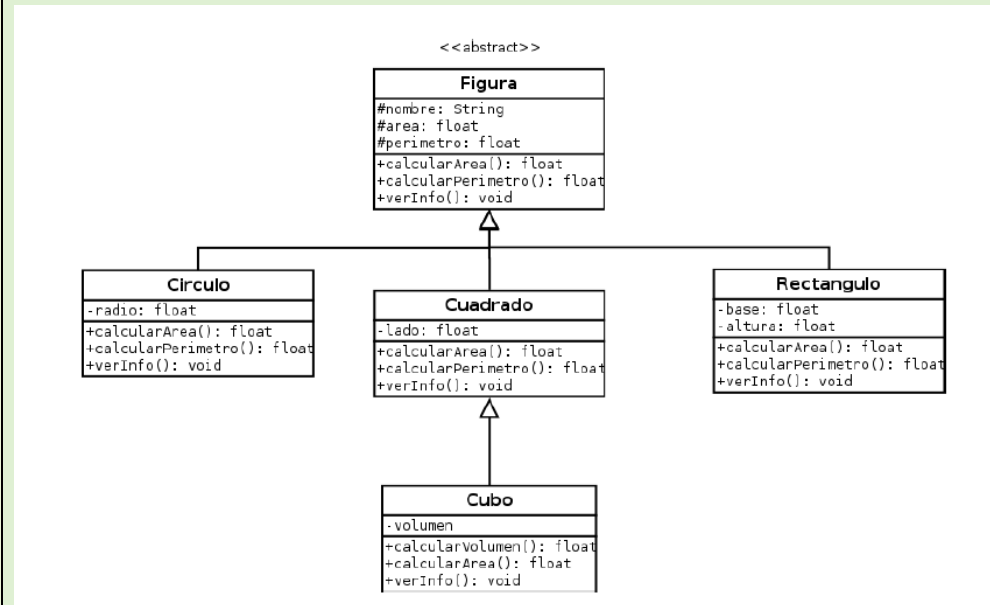 <<abstract>>
Figura
#nombre: String
#area: float
#perimetro: float
+calcularArea(): float
+calcularPerimetro(): float
+verInfo(): void
Circulo
-radio: float
+calcularArea(): float
+calcularPerimetro(): float
+verInfo(): void
Cuadrado
-lado: float
+calcularArea(): float
+calcularPerimetro(): float
+verInfo(): void
Rectangulo
-base: float
-altura: float
+calcularArea(): float
+calcularPerimetro(): float
+verInfo(): void
Cubo
-volumen
+calcularVolumen(): float
+calcularArea(): float
+verInfo(): void